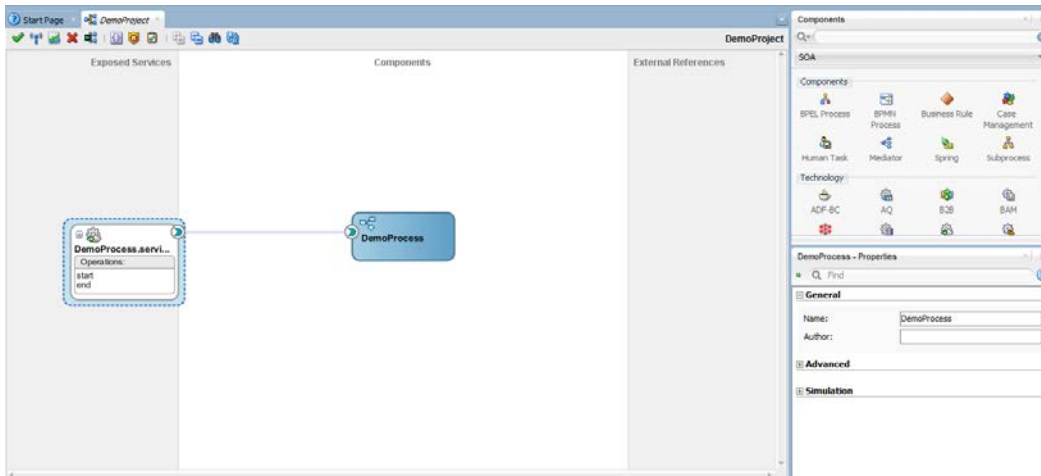 Start Page
DemoProject
DemoProject
Exposed Services
Components
External References
DemoProcess.servi...
Operations:
start
end
DemoProcess
Components
SOA
Components
BPEL Process
BPMN Process
Business Rule
Case Management
Human Task
Mediator
Spring
Subprocess
Technology
ADF-BC
AQ
B2B
BAM
DemoProcess - Properties
Find
General
Name:
DemoProcess
Author:
Advanced
Simulation